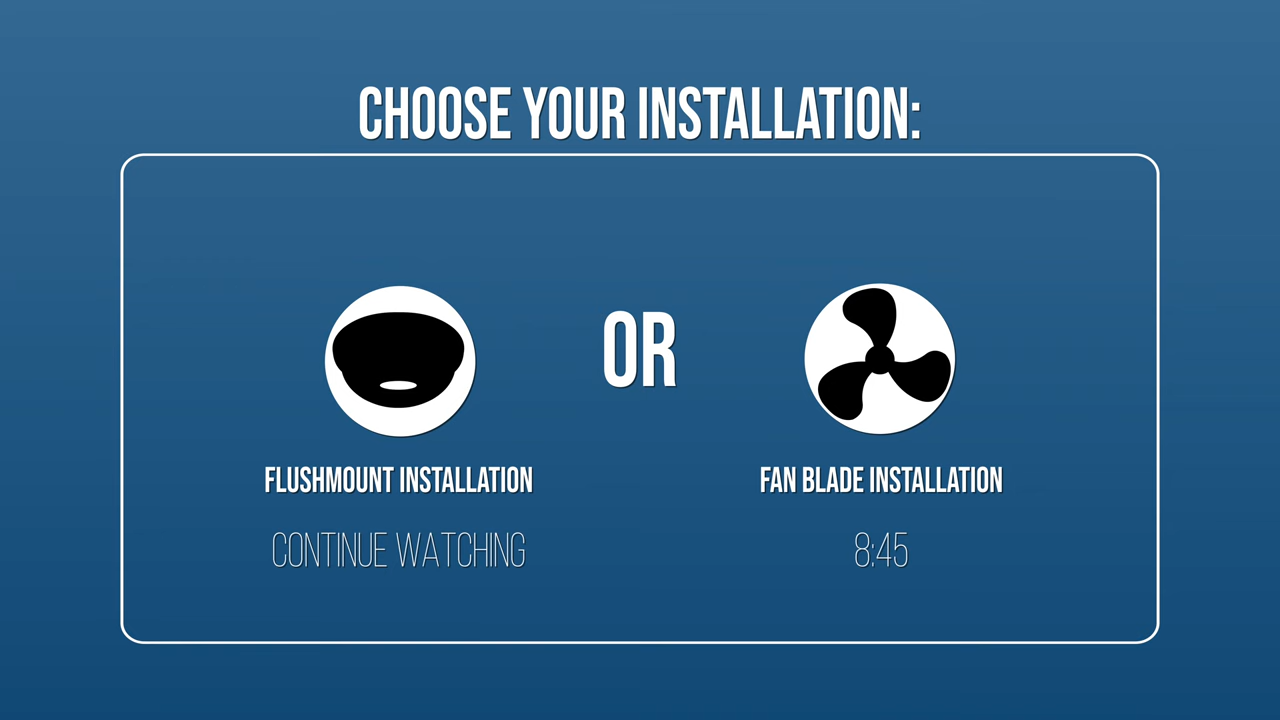 CHOOSE YOUR INSTALLATION:
OR
FLUSHMOUNT INSTALLATION
FAN BLADE INSTALLATION
CONTINUE WATCHING
8:45